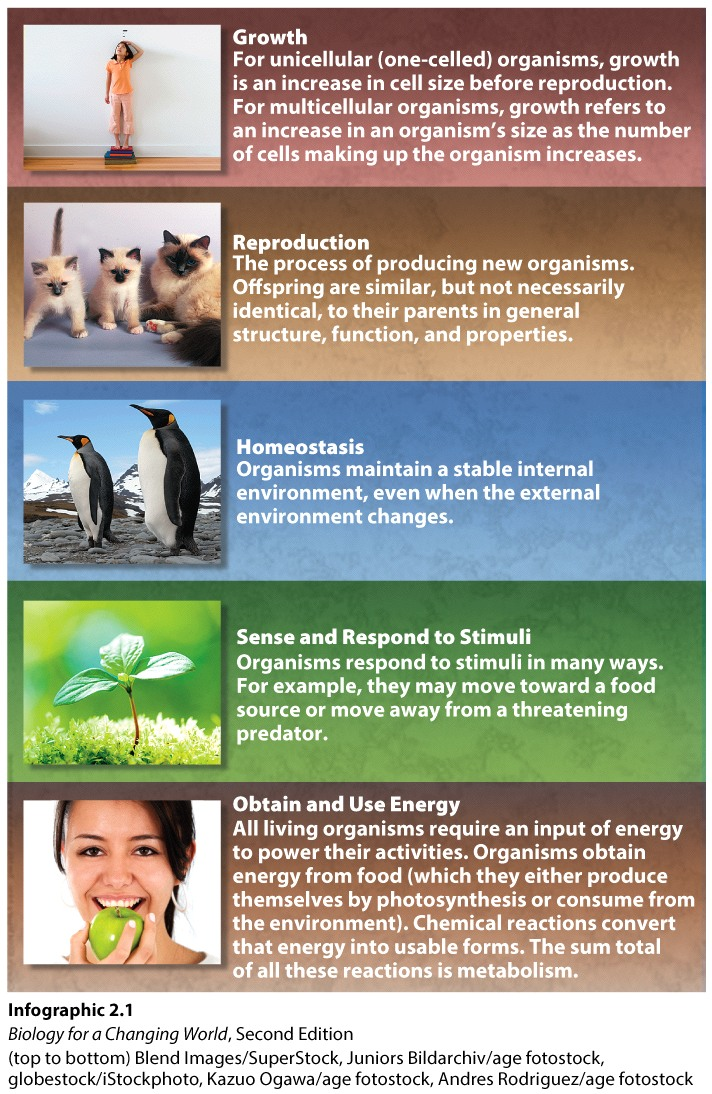 Growth
For unicellular (one-celled) organisms, growth
is an increase in cell size before reproduction.
For multicellular organisms, growth refers to
an increase in an organism's size as the number
of cells making up the organism increases.
Reproduction
The process of producing new organisms.
Offspring are similar, but not necessarily
identical, to their parents in general
structure, function, and properties.
Homeostasis
Organisms maintain a stable internal
environment, even when the external
environment changes.
Sense and Respond to Stimuli
Organisms respond to stimuli in many ways.
For example, they may move toward a food
source or move away from a threatening
predator.
Obtain and Use Energy
All living organisms require an input of energy
to power their activities. Organisms obtain
energy from food (which they either produce
themselves by photosynthesis or consume from
the environment). Chemical reactions convert
that energy into usable forms. The sum total
of all these reactions is metabolism.
Infographic 2.1
Biology for a Changing World, Second Edition
(top to bottom) Blend Images/SuperStock, Juniors Bildarchiv/age fotostock,
globestock/iStockphoto, Kazuo Ogawa/age fotostock, Andres Rodriguez/age fotostock